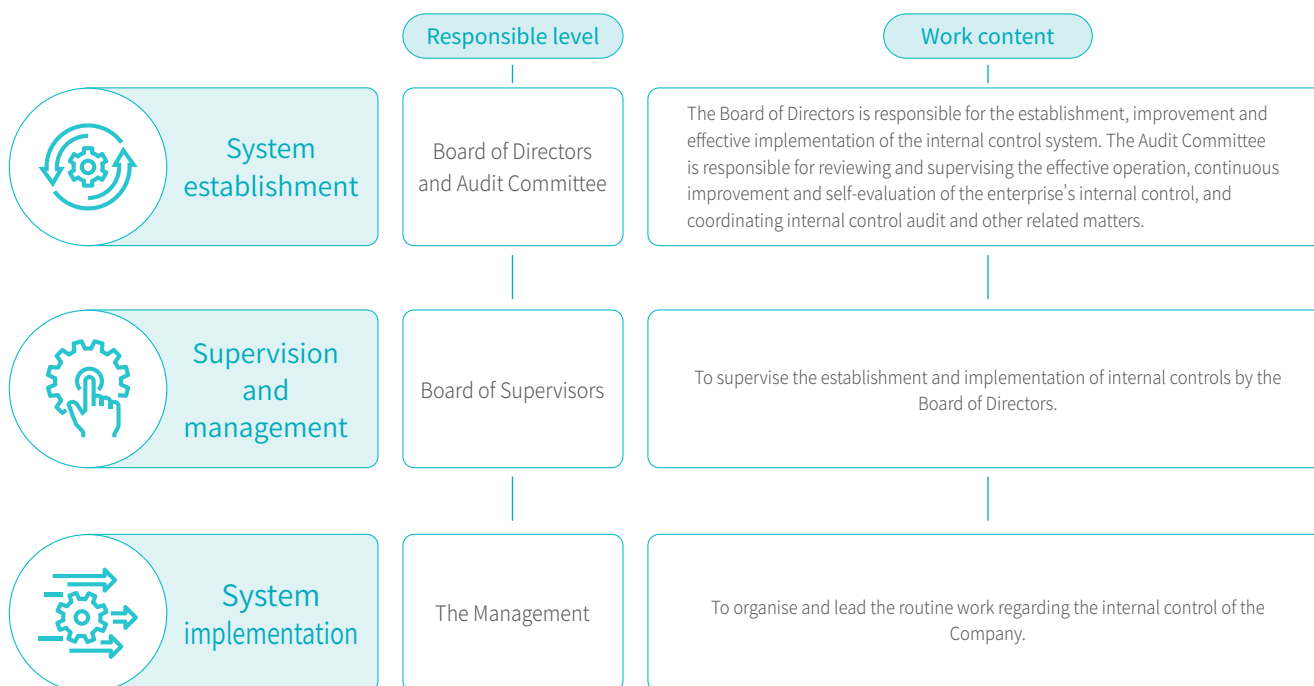 Responsible level
Work content
System
establishment
Board of Directors
and Audit Committee
The Board of Directors is responsible for the establishment, improvement and
effective implementation of the internal control system. The Audit Committee
is responsible for reviewing and supervising the effective operation, continuous
improvement and self-evaluation of the enterprise's internal control, and
coordinating internal control audit and other related matters.
Supervision
and
management
Board of Supervisors
To supervise the establishment and implementation of internal controls by the
Board of Directors.
System
implementation
The Management
To organise and lead the routine work regarding the internal control of the
Company.